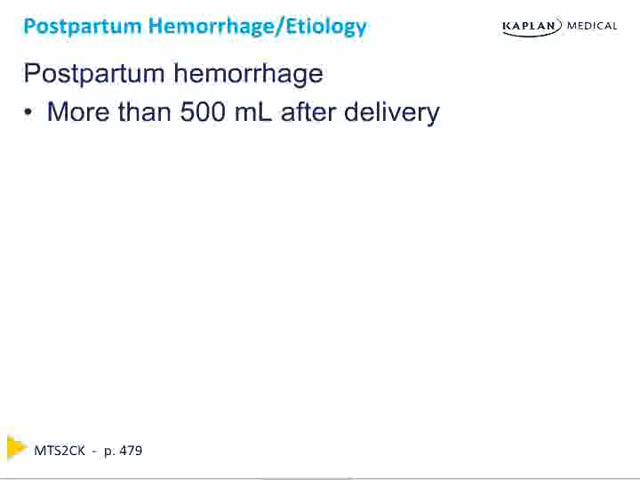 Postpartum Hemorrhage/Etiology
KAPLAN MEDICAL
Postpartum hemorrhage
• More than 500 mL after delivery
MTS2CK - p. 479